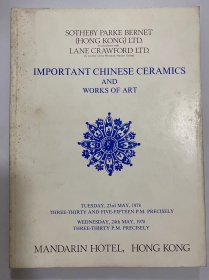 SOTHEBY PARKE BERNET
(HONG KONG) LTD.
LANE CRAWFORD LTD.
IMPORTANT CHINESE CERAMICS
AND
WORKS OF ART
TUESDAY, 23rd MAY, 1978
THREE-THIRTY AND FIVE-FIFTEEN P.M. PRECISELY
WEDNESDAY, 24th MAY, 1978
THREE-THIRTY P.M. PRECISELY
MANDARIN HOTEL, HONG KONG